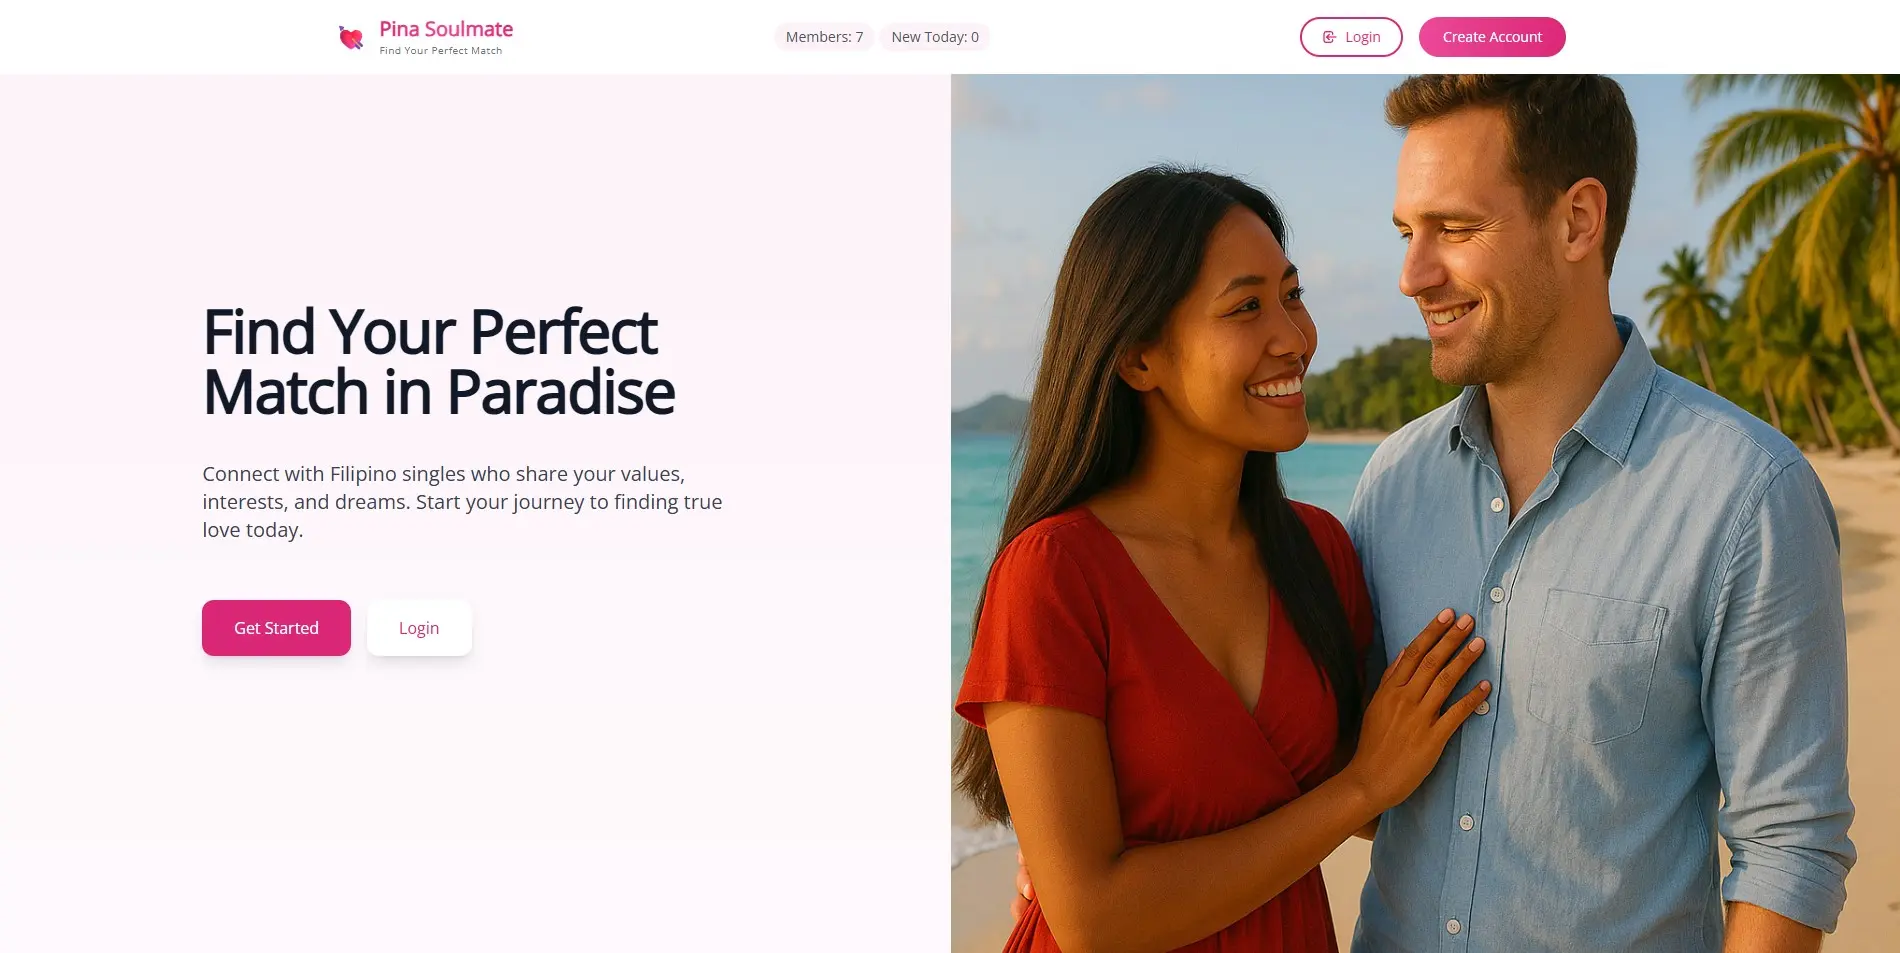 Pina Soulmate
Find Your Perfect Match
Members: 7
New Today: 0
Login
Create Account
Find Your Perfect
Match in Paradise
Connect with Filipino singles who share your values,
interests, and dreams. Start your journey to finding true
love today.
Get Started
Login